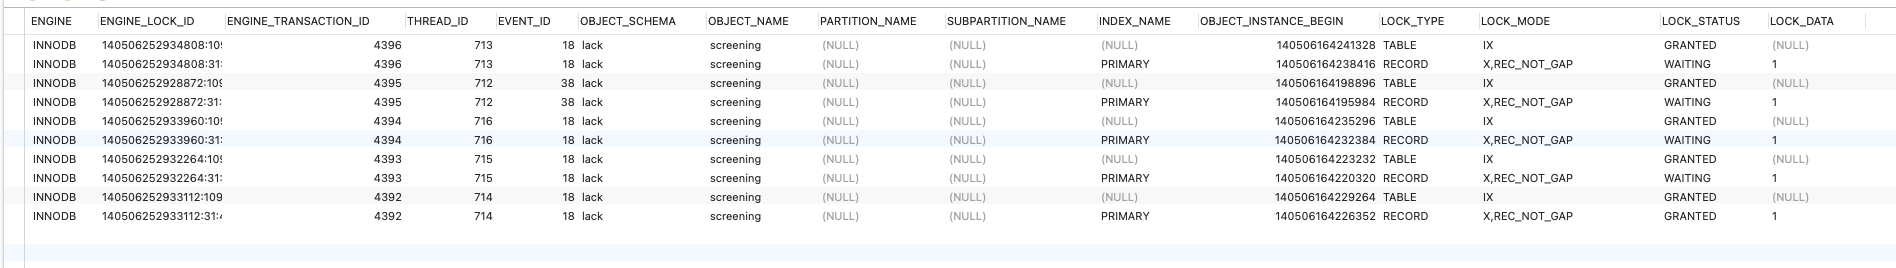 ENGINE ENGINE_LOCK_ID ENGINE_TRANSACTION_ID THREAD_ID EVENT_ID OBJECT_SCHEMA OBJECT_NAME PARTITION_NAME SUBPARTITION_NAME INDEX_NAME OBJECT_INSTANCE_BEGIN LOCK_TYPE LOCK_MODE LOCK_STATUS LOCK_DATA
INNODB 140506252934808:109 4396 713 18 lack screening (NULL) (NULL) (NULL) 140506164241328 TABLE IX GRANTED (NULL)
INNODB 140506252934808:31: 4396 713 18 lack screening (NULL) (NULL) PRIMARY 140506164238416 RECORD X,REC_NOT_GAP WAITING 1
INNODB 140506252928872:109 4395 712 38 lack screening (NULL) (NULL) (NULL) 140506164198896 TABLE IX GRANTED (NULL)
INNODB 140506252928872:31: 4395 712 38 lack screening (NULL) (NULL) PRIMARY 140506164195984 RECORD X,REC_NOT_GAP WAITING 1
INNODB 140506252933960:109 4394 716 18 lack screening (NULL) (NULL) (NULL) 140506164235296 TABLE IX GRANTED (NULL)
INNODB 140506252933960:31: 4394 716 18 lack screening (NULL) (NULL) PRIMARY 140506164232384 RECORD X,REC_NOT_GAP WAITING 1
INNODB 140506252932264:109 4393 715 18 lack screening (NULL) (NULL) (NULL) 140506164223232 TABLE IX GRANTED (NULL)
INNODB 140506252932264:31: 4393 715 18 lack screening (NULL) (NULL) PRIMARY 140506164220320 RECORD X,REC_NOT_GAP WAITING 1
INNODB 140506252933112:109 4392 714 18 lack screening (NULL) (NULL) (NULL) 140506164229264 TABLE IX GRANTED (NULL)
INNODB 140506252933112:31:4 4392 714 18 lack screening (NULL) (NULL) PRIMARY 140506164226352 RECORD X,REC_NOT_GAP GRANTED 1